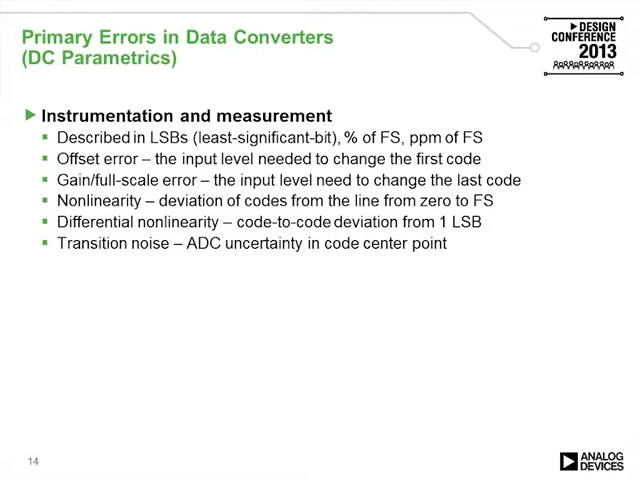 Primary Errors in Data Converters
(DC Parametrics)
DESIGN
CONFERENCE
2013
Instrumentation and measurement
Described in LSBs (least-significant-bit), % of FS, ppm of FS
Offset error – the input level needed to change the first code
Gain/full-scale error – the input level need to change the last code
Nonlinearity – deviation of codes from the line from zero to FS
Differential nonlinearity – code-to-code deviation from 1 LSB
Transition noise – ADC uncertainty in code center point
14
ANALOG
DEVICES